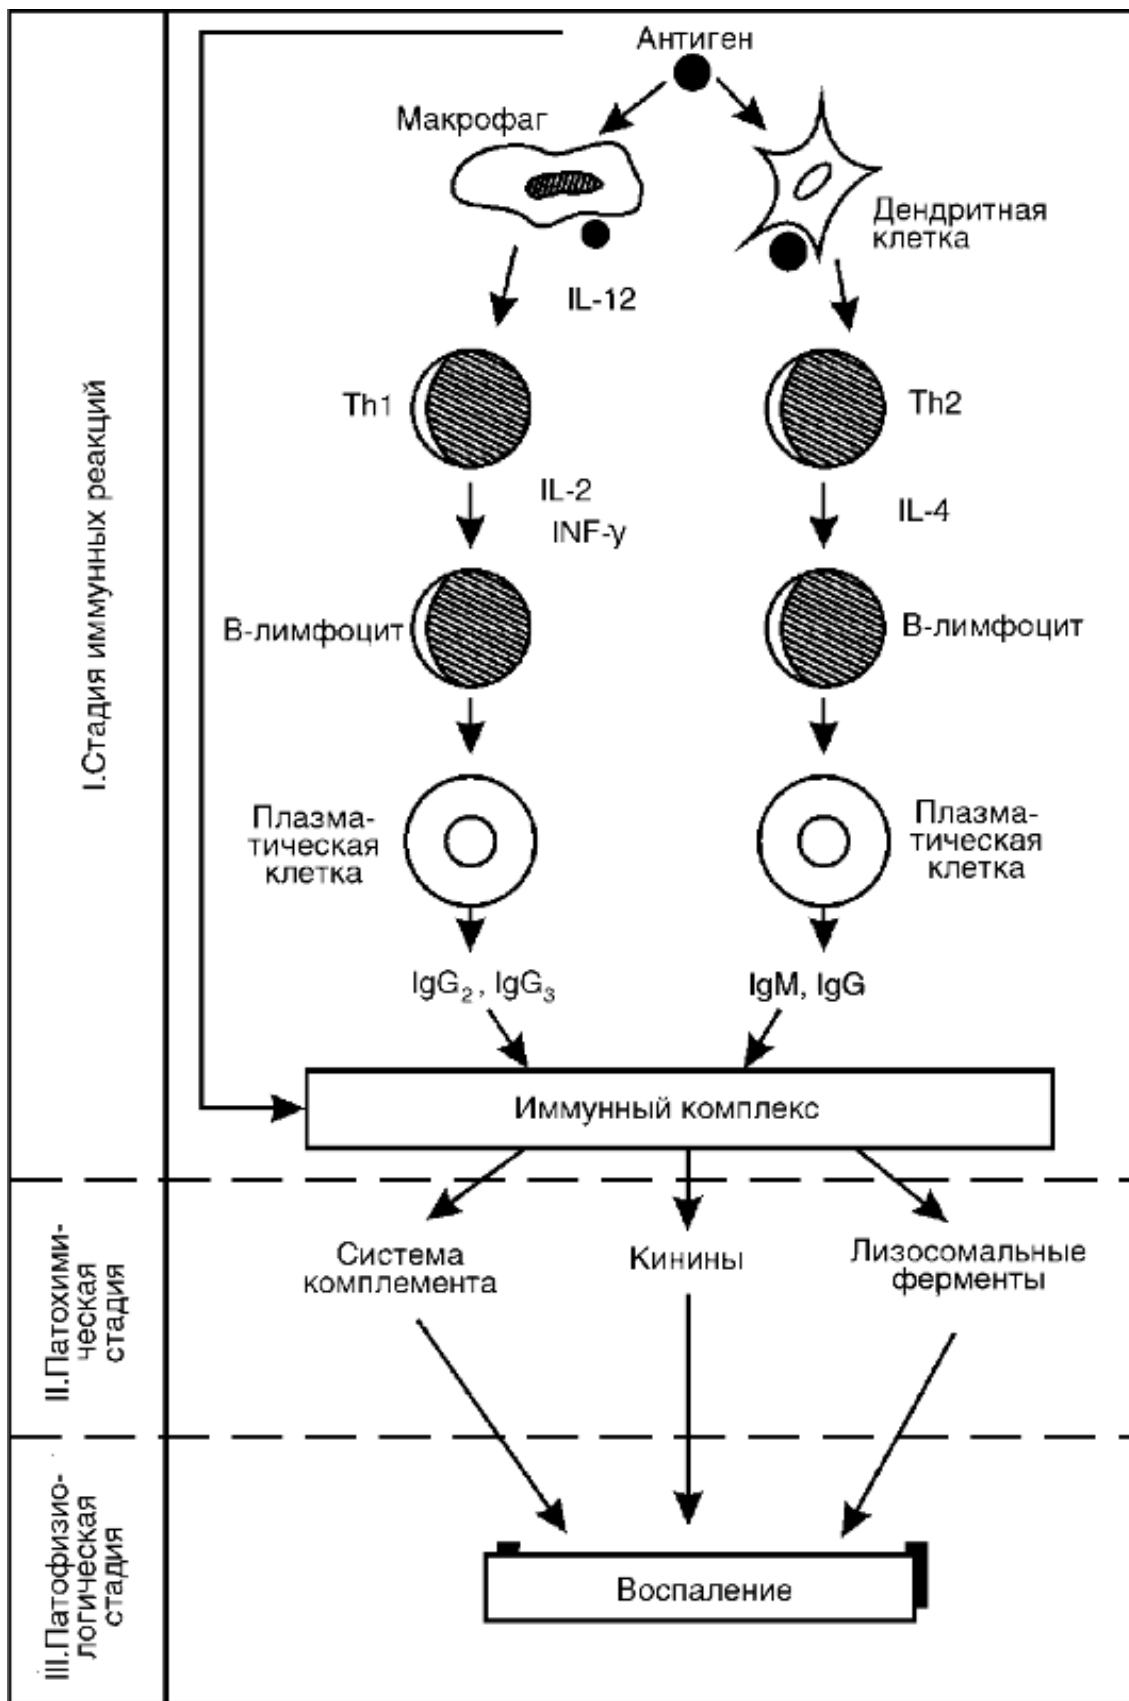 Антиген
Макрофаг
Дендритная
клетка
IL-12
Th1
Th2
IL-2
INF-γ
IL-4
В-лимфоцит
В-лимфоцит
Плазма-
тическая
клетка
Плазма-
тическая
клетка
IgG₂, IgG₃
IgM, IgG
Иммунный комплекс
I.Стадия иммунных реакций
Система
комплемента
Кинины
Лизосомальные
ферменты
II.Патохими-
ческая
стадия
Воспаление
III.Патофизио-
логическая
стадия